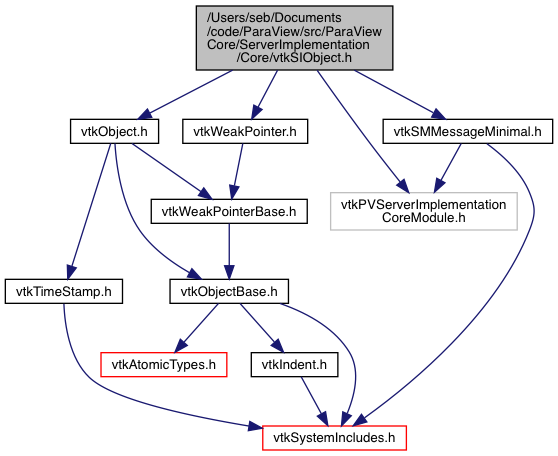 /Users/seb/Documents
/code/ParaView/src/ParaView
Core/ServerImplementation
/Core/vtkSIObject.h
vtkObject.h
vtkWeakPointer.h
vtkSMMessageMinimal.h
vtkWeakPointerBase.h
vtkPVServerImplementation
CoreModule.h
vtkTimeStamp.h
vtkObjectBase.h
vtkAtomicTypes.h
vtkIndent.h
vtkSystemIncludes.h